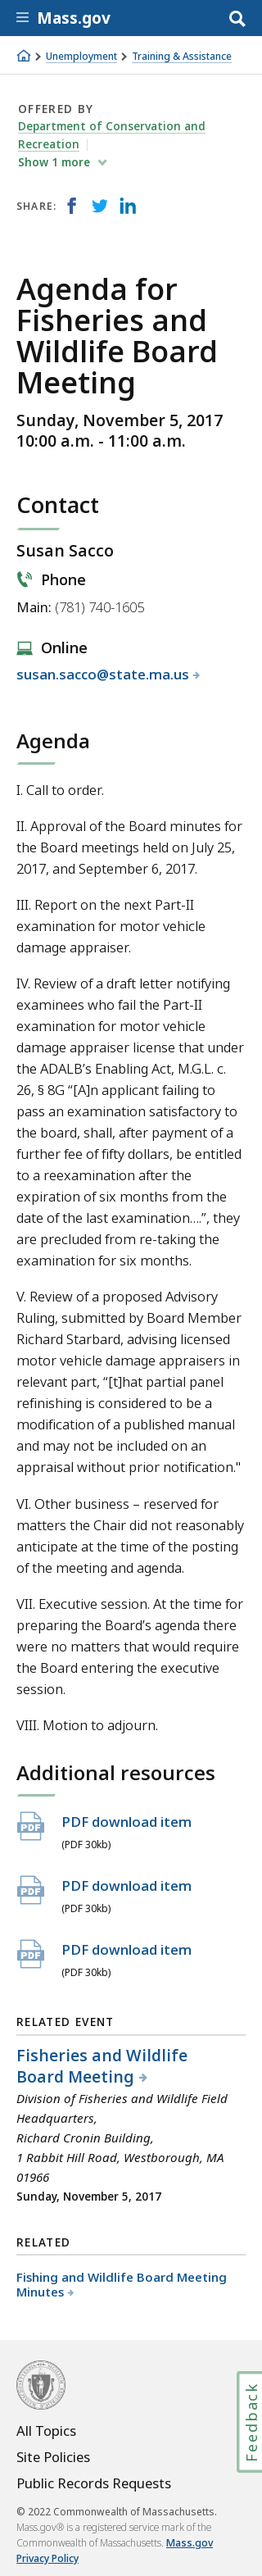 Mass.gov
Unemployment
Training & Assistance
OFFERED BY
Department of Conservation and
Recreation
Show 1 more
SHARE:
Agenda for
Fisheries and
Wildlife Board
Meeting
Sunday, November 5, 2017
10:00 a.m. - 11:00 a.m.
Contact
Susan Sacco
Phone
Main: (781) 740-1605
Online
susan.sacco@state.ma.us
Agenda
I. Call to order.
II. Approval of the Board minutes for
the Board meetings held on July 25,
2017, and September 6, 2017.
III. Report on the next Part-II
examination for motor vehicle
damage appraiser.
IV. Review of a draft letter notifying
examinees who fail the Part-II
examination for motor vehicle
damage appraiser license that under
the ADALB’s Enabling Act, M.G.L. c.
26, § 8G “[A]n applicant failing to
pass an examination satisfactory to
the board, shall, after payment of a
further fee of fifty dollars, be entitled
to a reexamination after the
expiration of six months from the
date of the last examination….”, they
are precluded from re-taking the
examination for six months.
V. Review of a proposed Advisory
Ruling, submitted by Board Member
Richard Starbard, advising licensed
motor vehicle damage appraisers in
relevant part, “[t]hat partial panel
refinishing is considered to be a
modification of a published manual
and may not be included on an
appraisal without prior notification."
VI. Other business – reserved for
matters the Chair did not reasonably
anticipate at the time of the posting
of the meeting and agenda.
VII. Executive session. At the time for
preparing the Board’s agenda there
were no matters that would require
the Board entering the executive
session.
VIII. Motion to adjourn.
Additional resources
PDF
PDF download item
(PDF 30kb)
PDF
PDF download item
(PDF 30kb)
PDF
PDF download item
(PDF 30kb)
RELATED EVENT
Fisheries and Wildlife
Board Meeting
Division of Fisheries and Wildlife Field
Headquarters,
Richard Cronin Building,
1 Rabbit Hill Road, Westborough, MA
01966
Sunday, November 5, 2017
RELATED
Fishing and Wildlife Board Meeting
Minutes
Feedback
All Topics
Site Policies
Public Records Requests
© 2022 Commonwealth of Massachusetts.
Mass.gov® is a registered service mark of the
Commonwealth of Massachusetts. Mass.gov
Privacy Policy